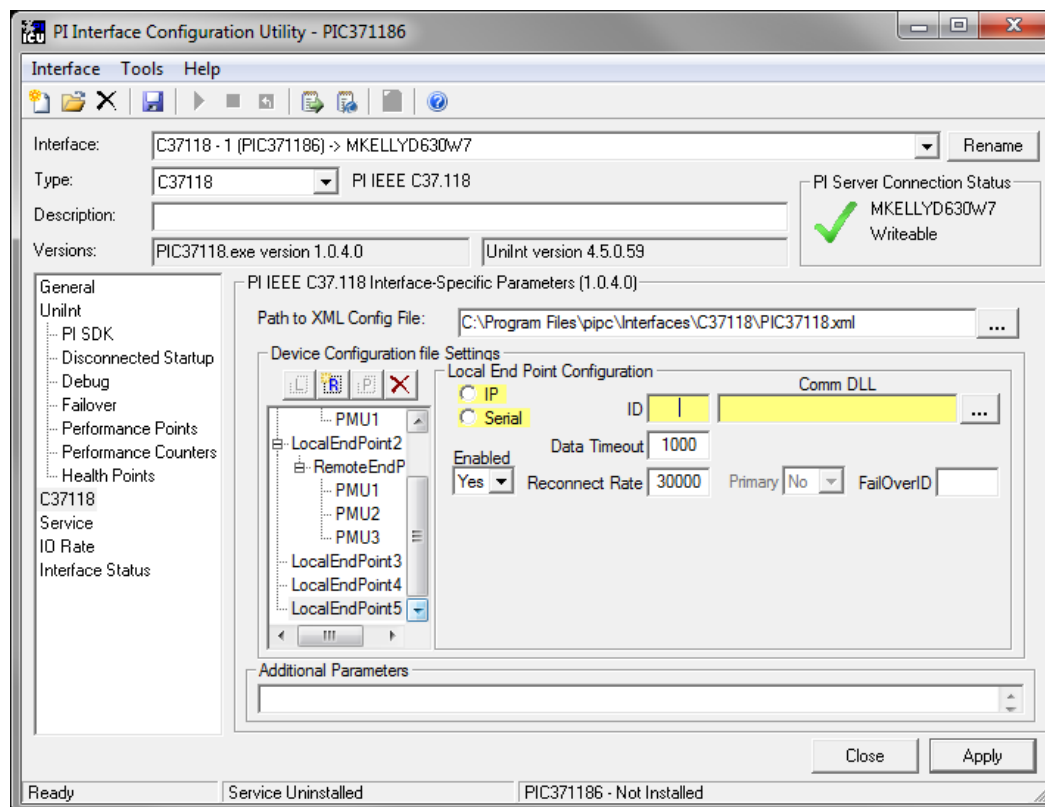 PI Interface Configuration Utility - PIC371186
Interface Tools Help
Interface: C37118 - 1 (PIC371186) -> MKELLYD630W7 Rename
Type: C37118 PI IEEE C37.118
PI Server Connection Status
MKELLYD630W7
Writeable
Description:
Versions: PIC37118.exe version 1.0.4.0 UniInt version 4.5.0.59
General
UniInt
PI SDK
Disconnected Startup
Debug
Failover
Performance Points
Performance Counters
Health Points
C37118
Service
IO Rate
Interface Status
PI IEEE C37.118 Interface-Specific Parameters (1.0.4.0)
Path to XML Config File: C:\Program Files\pipc\Interfaces\C37118\PIC37118.xml ...
Device Configuration file Settings
L R P
PMU1
LocalEndPoint2
RemoteEndP
PMU1
PMU2
PMU3
LocalEndPoint3
LocalEndPoint4
LocalEndPoint5
Local End Point Configuration
IP
Serial
ID
Comm DLL
...
Data Timeout 1000
Enabled
Yes
Reconnect Rate 30000
Primary No
FailOverID
Additional Parameters
Close Apply
Ready Service Uninstalled PIC371186 - Not Installed